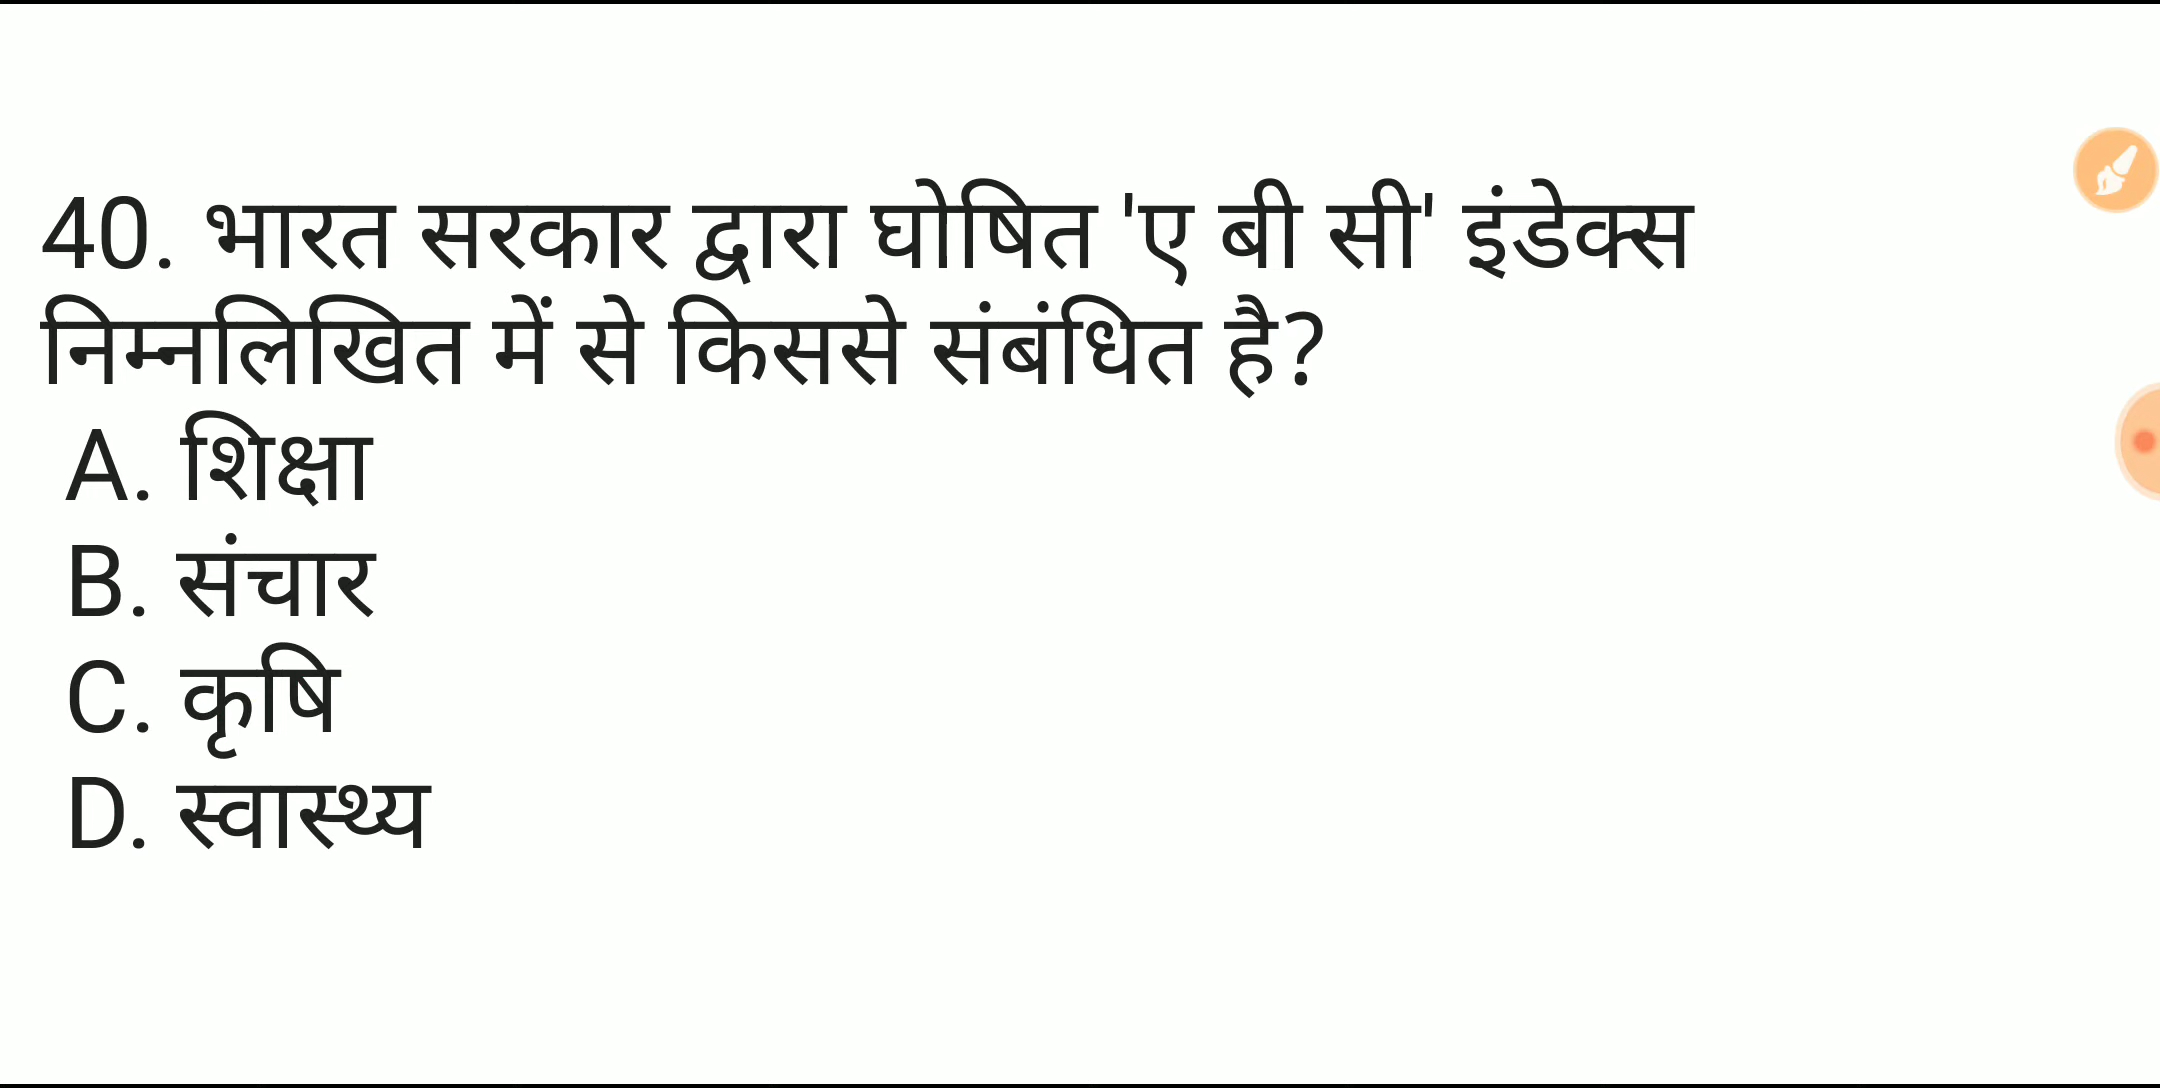 40. भारत सरकार द्वारा घोषित 'ए बी सी' इंडेक्स
निम्नलिखित में से किससे संबंधित है?
A. शिक्षा
B. संचार
C. कृषि
D. स्वास्थ्य